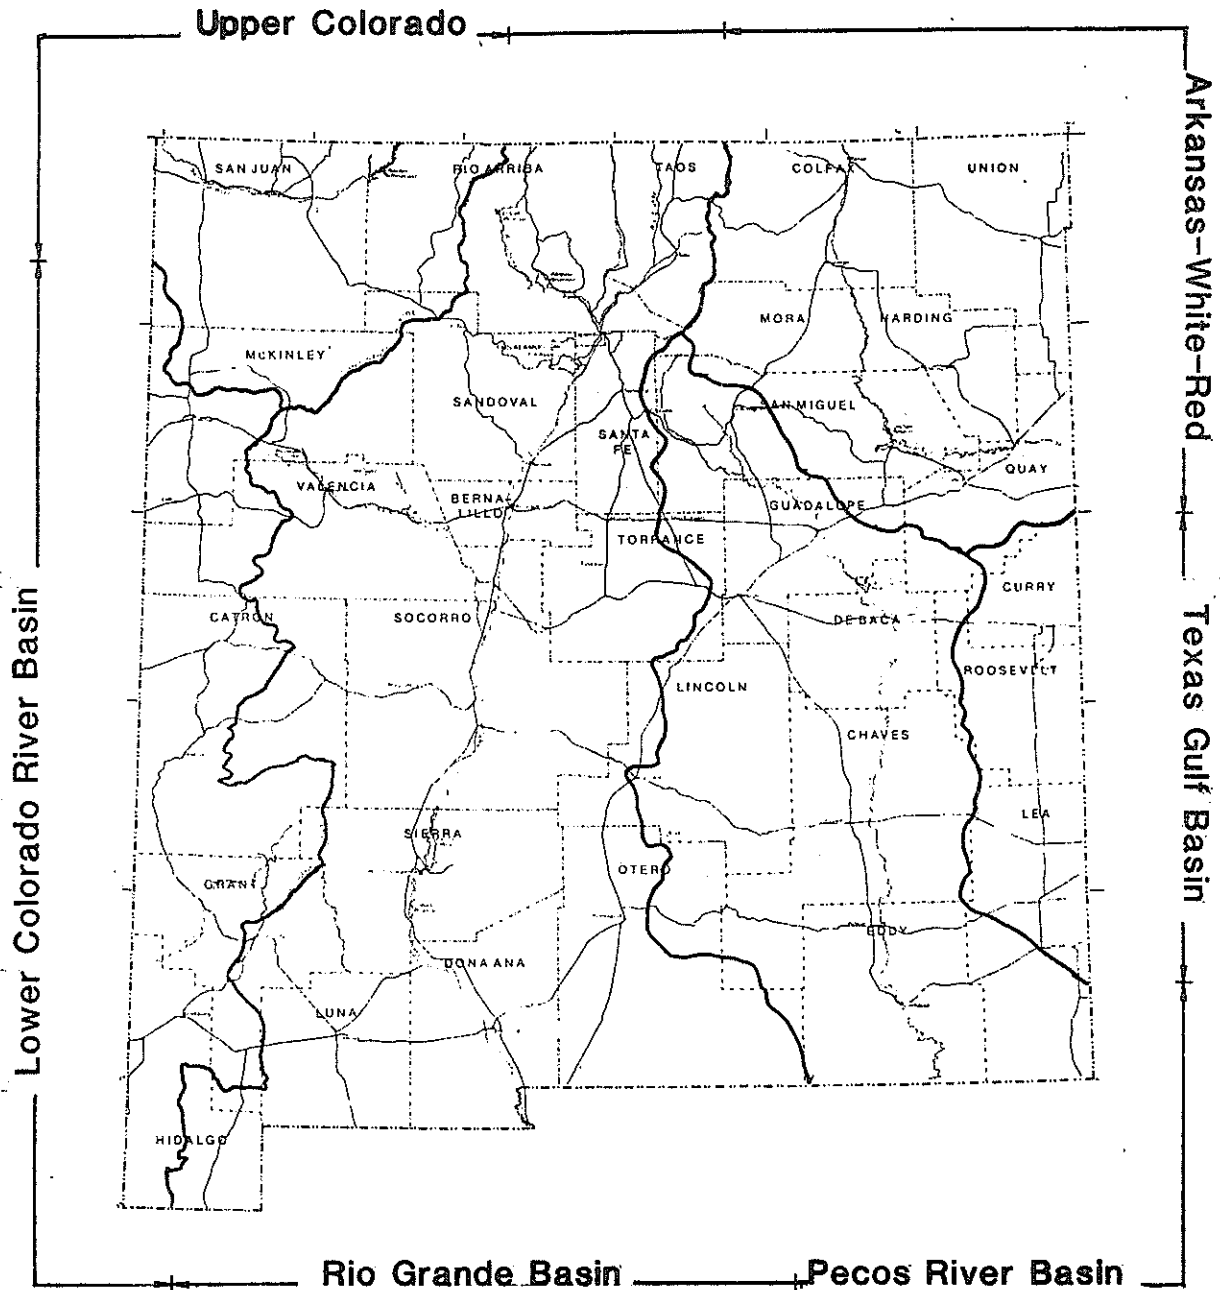 Upper Colorado
Arkansas-White-Red
SAN JUAN
RIO ARRIBA
TAOS
COLFAX
UNION
MORA
HARDING
McKINLEY
SANDOVAL
SAN MIGUEL
SANTA
FE
QUAY
VALENCIA
BERNA-
LILLO
GUADALUPE
TORRANCE
CURRY
CATRON
SOCORRO
DE BACA
ROOSEVELT
LINCOLN
CHAVES
Lower Colorado River Basin
Texas Gulf Basin
LEA
SIERRA
OTERO
GRANT
EDDY
DONA ANA
LUNA
HIDALGO
Rio Grande Basin
Pecos River Basin